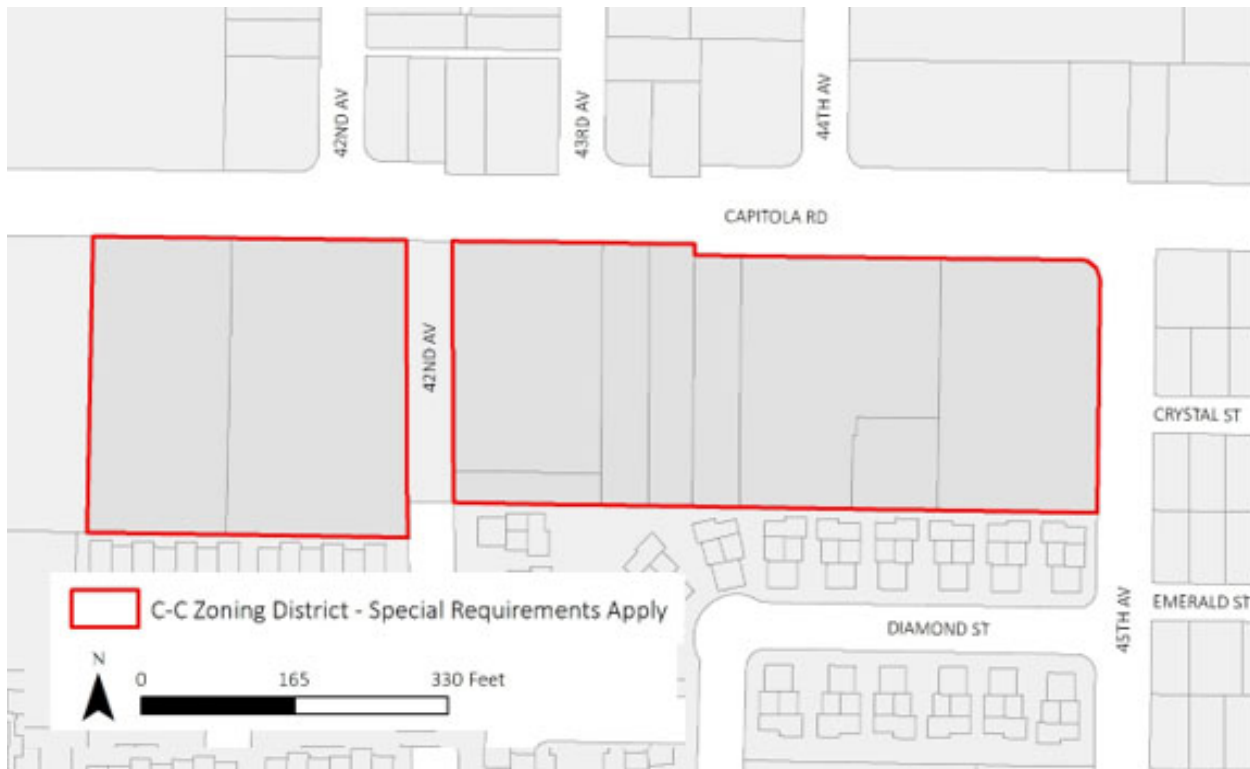 42ND AV
43RD AV
44TH AV
CAPITOLA RD
42ND AV
CRYSTAL ST
C-C Zoning District - Special Requirements Apply
EMERALD ST
DIAMOND ST
45TH AV
N
0 165 330 Feet